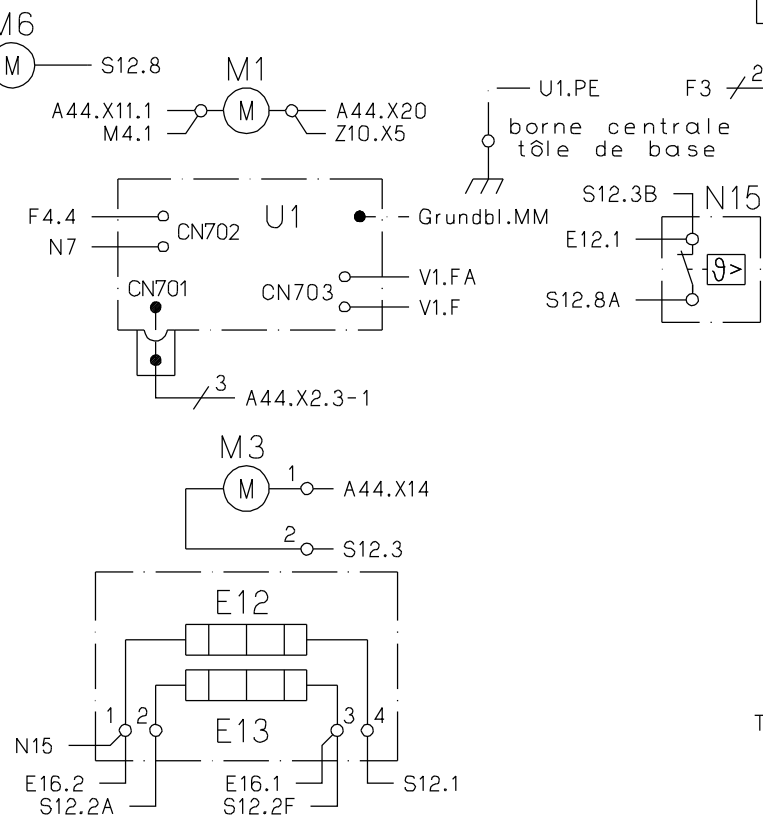 M6
M
S12.8
M1
A44.X11.1
M
A44.X20
M4.1
Z10.X5
U1.PE
F3
2
borne centrale
tôle de base
F4.4
N7
CN702
U1
Grundbl.MM
CN701
CN703
V1.FA
V1.F
3
A44.X2.3-1
S12.3B
N15
E12.1
ϑ>
S12.8A
M3
M
1
A44.X14
2
S12.3
E12
1
2
E13
3
4
N15
E16.2
E16.1
S12.1
S12.2A
S12.2F